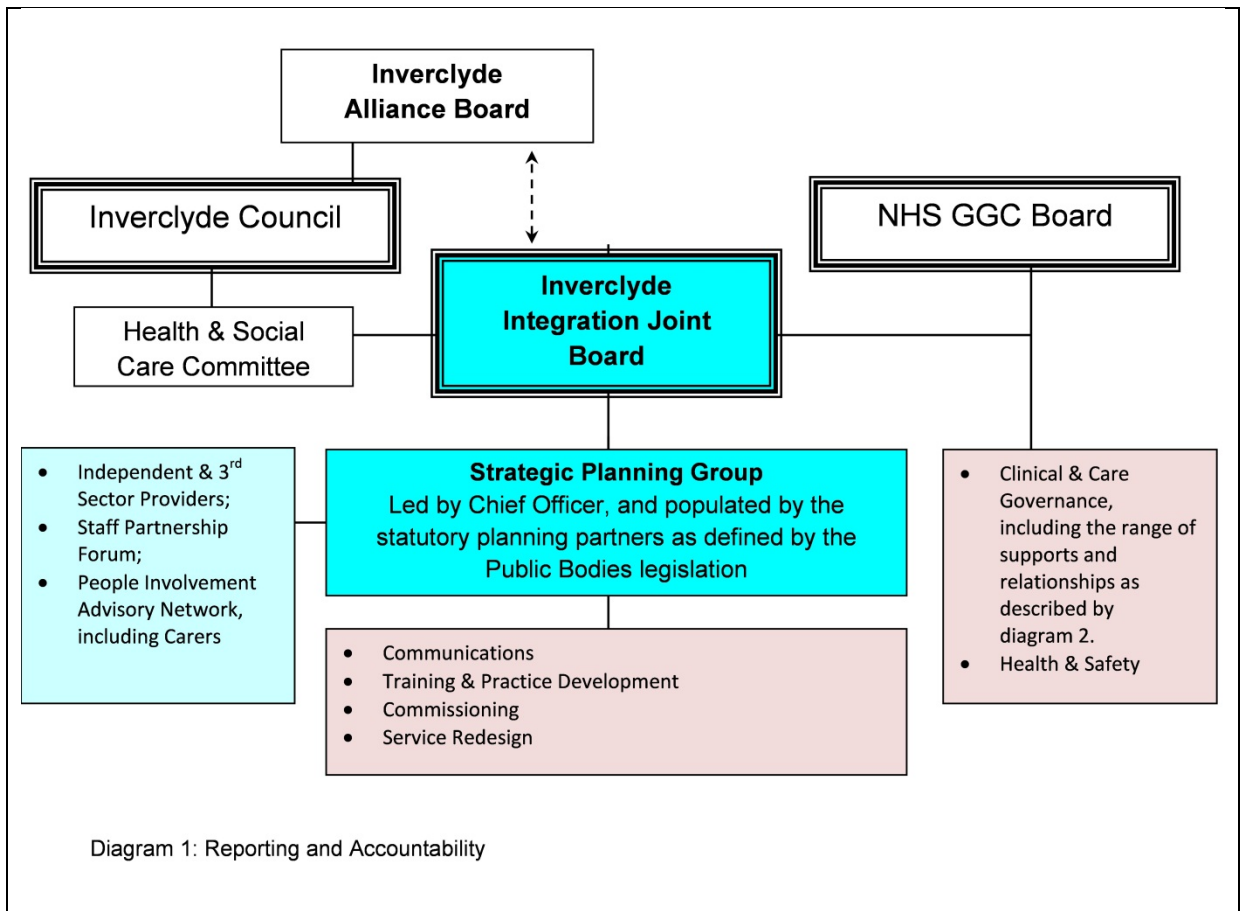 Inverclyde
Alliance Board
Inverclyde Council
NHS GGC Board
Inverclyde
Integration Joint
Board
Health & Social
Care Committee
• Independent & 3rd
Sector Providers;
• Staff Partnership
Forum;
• People Involvement
Advisory Network,
including Carers
Strategic Planning Group
Led by Chief Officer, and populated by the
statutory planning partners as defined by the
Public Bodies legislation
• Clinical & Care
Governance,
including the range of
supports and
relationships as
described by
diagram 2.
• Health & Safety
• Communications
• Training & Practice Development
• Commissioning
• Service Redesign
Diagram 1: Reporting and Accountability